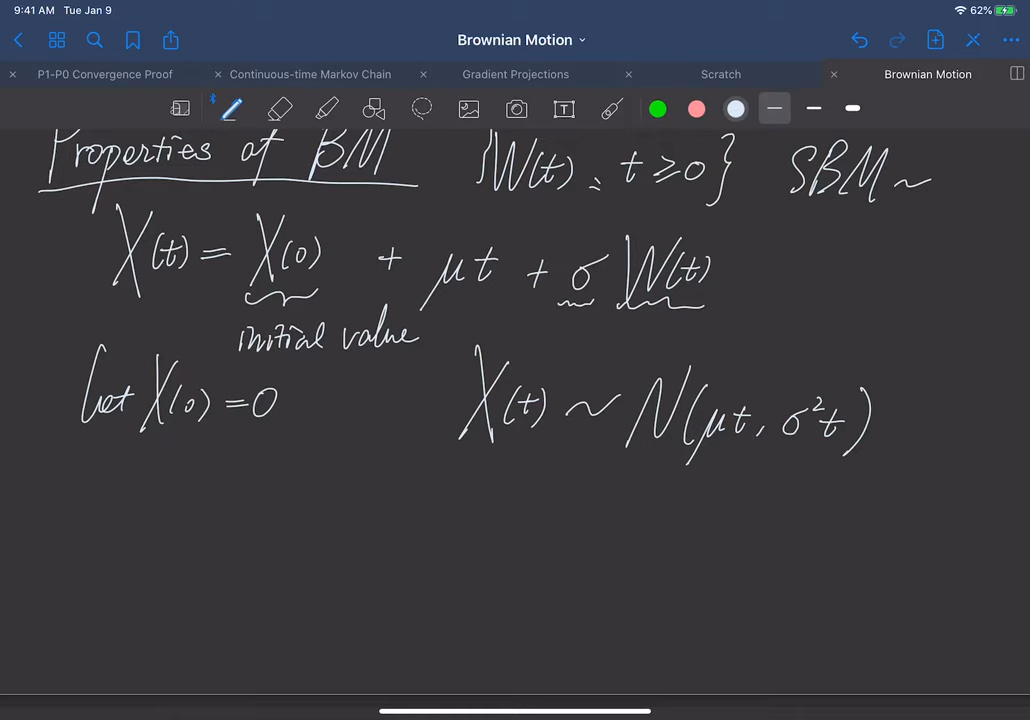 9:41 AM Tue Jan 9
62%
Brownian Motion
P1-P0 Convergence Proof
Continuous-time Markov Chain
Gradient Projections
Scratch
Brownian Motion
T
Properties of BM {W(t) : t ≥ 0} SBM ~
X(t) = X(0) + μt + σ W(t)
initial value
Let X(0) = 0 X(t) ~ N(μt, σ²t)